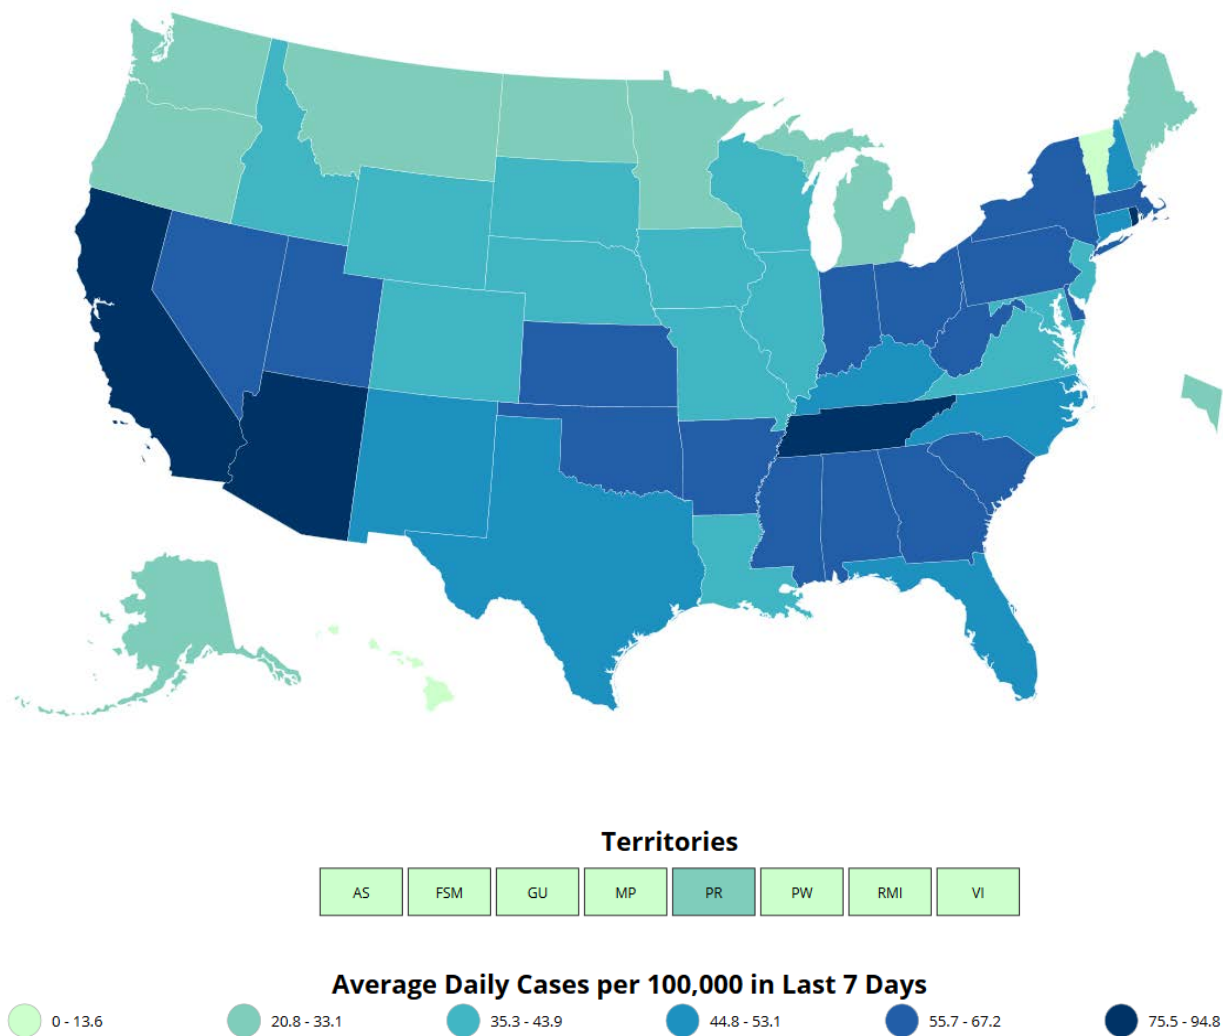 Territories
AS FSM GU MP PR PW RMI VI
Average Daily Cases per 100,000 in Last 7 Days
0 - 13.6 20.8 - 33.1 35.3 - 43.9 44.8 - 53.1 55.7 - 67.2 75.5 - 94.8